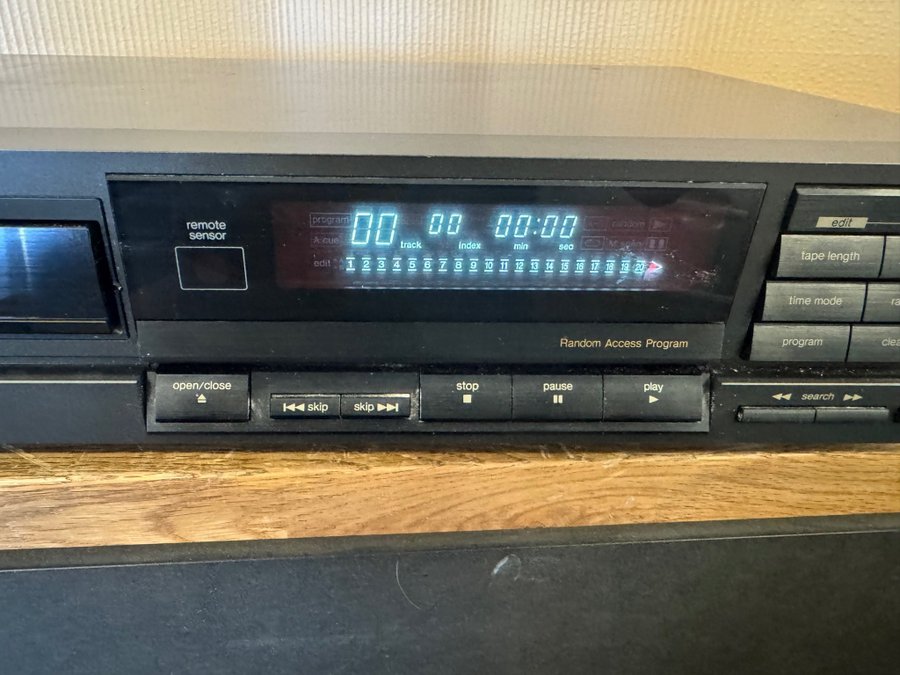 remote
sensor
program 00 00 00:00
A.cue track index min sec
edit 1 2 3 4 5 6 7 8 9 10 11 12 13 14 15 16 17 18 19 20
Random Access Program
open/close
skip
skip
stop
pause
play
edit
tape length
time mode
program
search